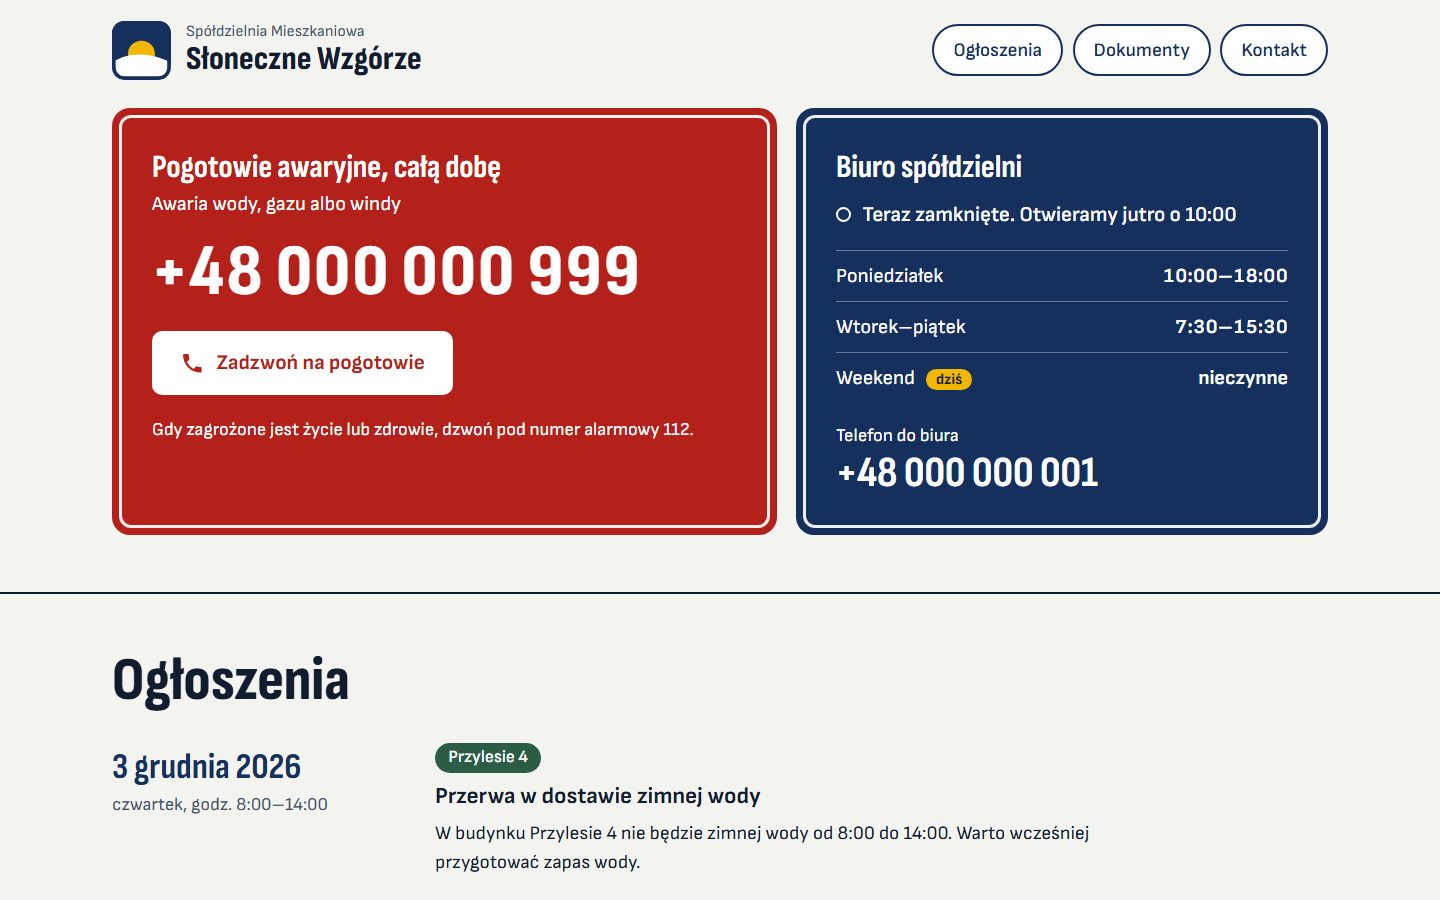 Spółdzielnia Mieszkaniowa
Słoneczne Wzgórze
Ogłoszenia
Dokumenty
Kontakt
Pogotowie awaryjne, całą dobę
Awaria wody, gazu albo windy
+48 000 000 999
Zadzwoń na pogotowie
Gdy zagrożone jest życie lub zdrowie, dzwoń pod numer alarmowy 112.
Biuro spółdzielni
Teraz zamknięte. Otwieramy jutro o 10:00
Poniedziałek 10:00–18:00
Wtorek–piątek 7:30–15:30
Weekend dziś nieczynne
Telefon do biura
+48 000 000 001
Ogłoszenia
3 grudnia 2026
czwartek, godz. 8:00–14:00
Przylesie 4
Przerwa w dostawie zimnej wody
W budynku Przylesie 4 nie będzie zimnej wody od 8:00 do 14:00. Warto wcześniej
przygotować zapas wody.